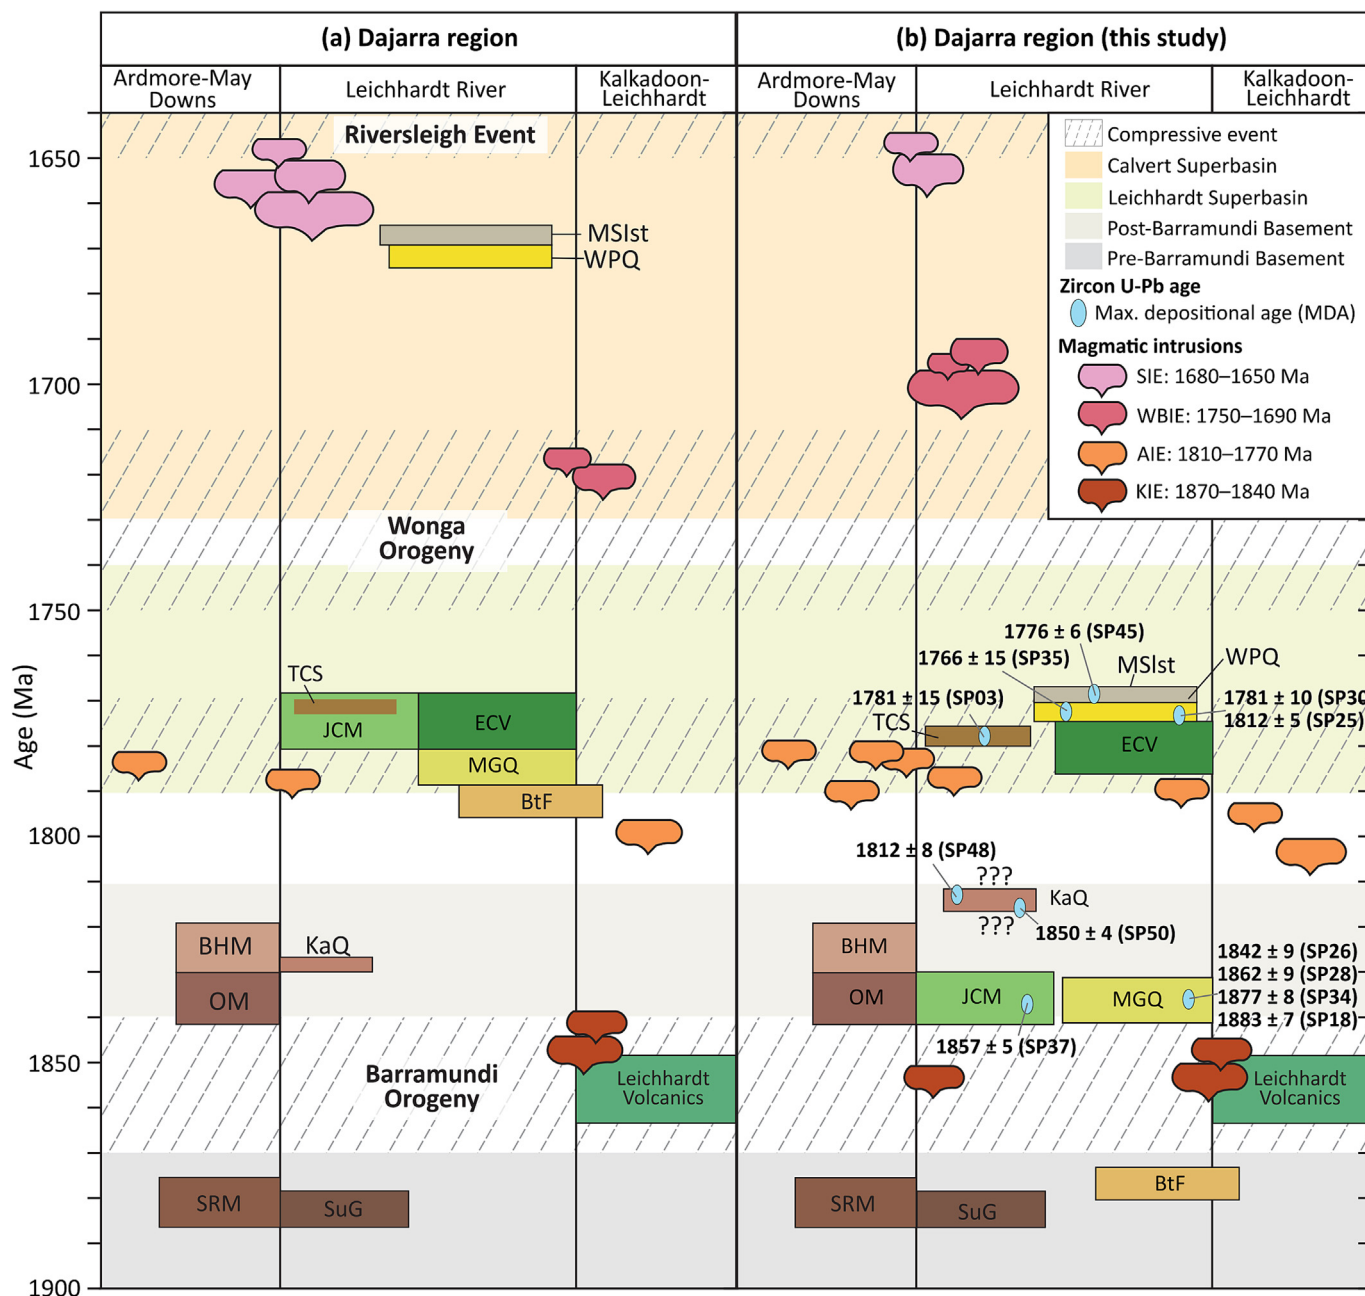 (a) Dajarra region
(b) Dajarra region (this study)
Ardmore-May
Downs
Leichhardt River
Kalkadoon-
Leichhardt
Ardmore-May
Downs
Leichhardt River
Kalkadoon-
Leichhardt
Age (Ma)
1650
1700
1750
1800
1850
1900
Riversleigh Event
MSlst
WPQ
Wonga
Orogeny
TCS
JCM
ECV
MGQ
BtF
BHM
KaQ
OM
Barramundi
Orogeny
Leichhardt
Volcanics
SRM
SuG
Compressive event
Calvert Superbasin
Leichhardt Superbasin
Post-Barramundi Basement
Pre-Barramundi Basement
Zircon U-Pb age
Max. depositional age (MDA)
Magmatic intrusions
SIE: 1680–1650 Ma
WBIE: 1750–1690 Ma
AIE: 1810–1770 Ma
KIE: 1870–1840 Ma
1776 ± 6 (SP45)
1766 ± 15 (SP35)
MSlst
WPQ
1781 ± 15 (SP03)
1781 ± 10 (SP30
1812 ± 5 (SP25)
TCS
ECV
1812 ± 8 (SP48)
???
KaQ
???
1850 ± 4 (SP50)
BHM
OM
JCM
MGQ
1842 ± 9 (SP26)
1862 ± 9 (SP28)
1877 ± 8 (SP34)
1883 ± 7 (SP18)
1857 ± 5 (SP37)
Leichhardt
Volcanics
BtF
SRM
SuG